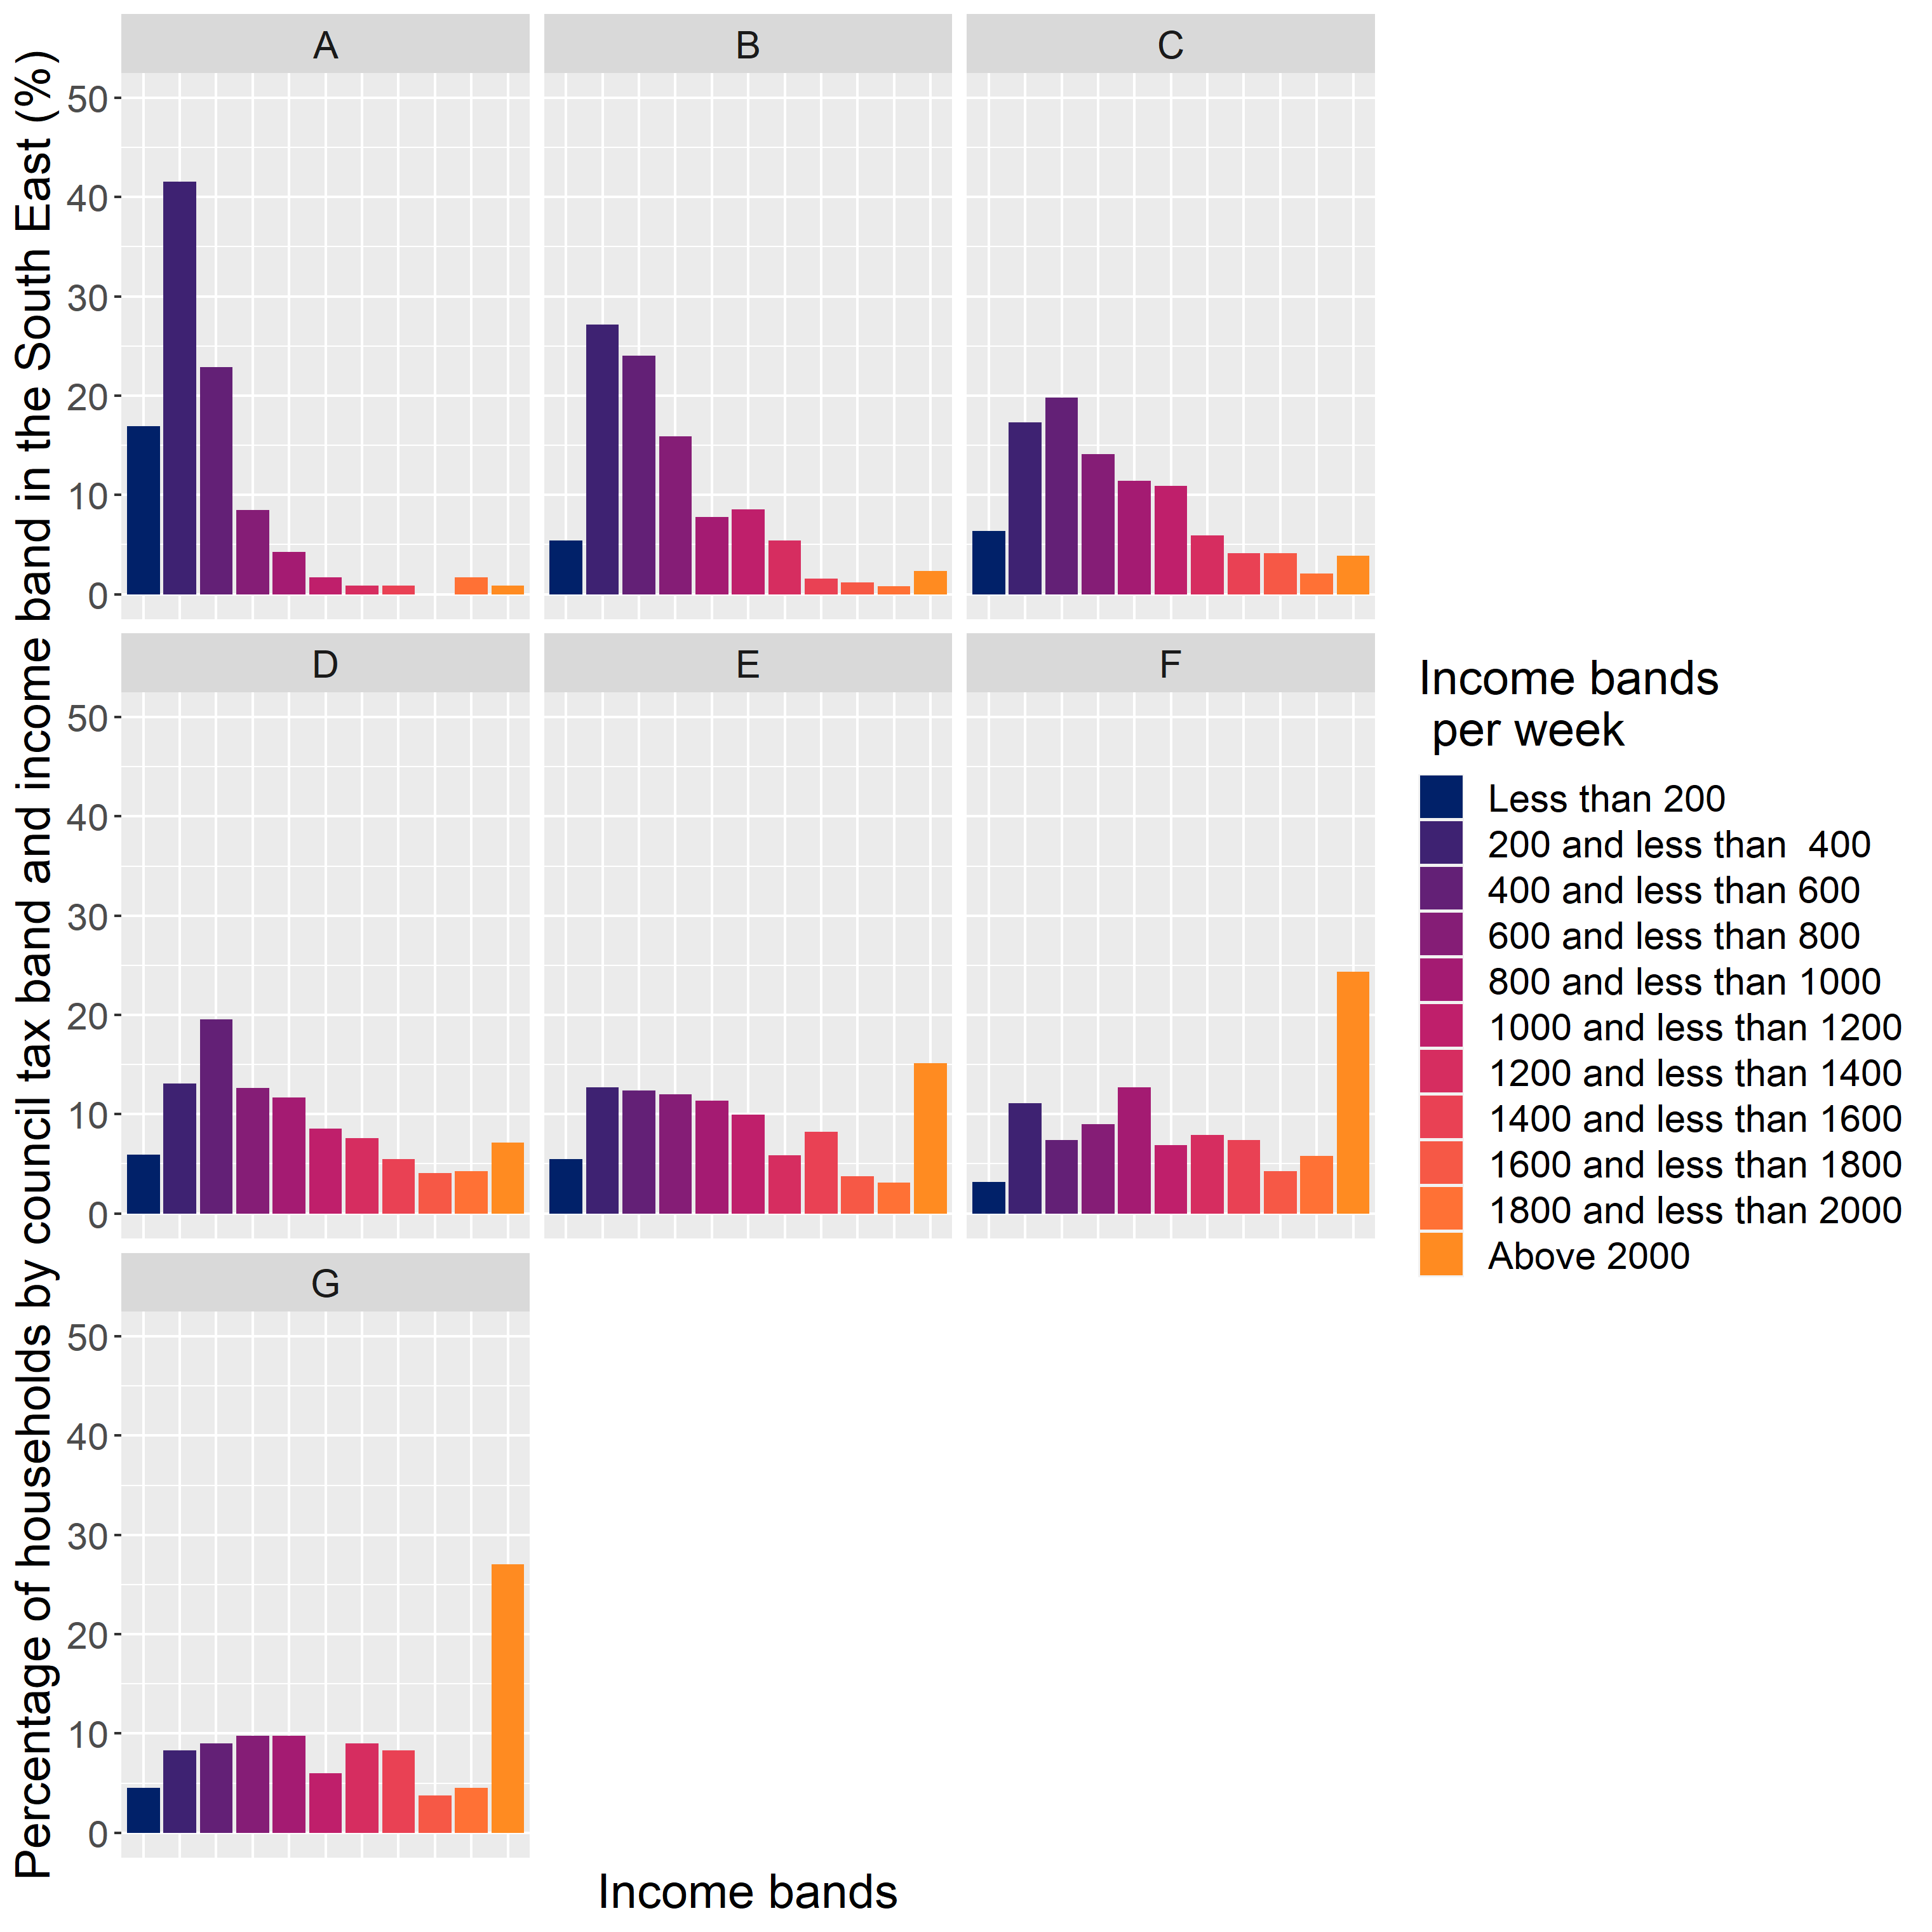 Percentage of households by council tax band and income band in the South East (%)
A
B
C
50
40
30
20
10
0
D
E
F
50
40
30
20
10
0
G
50
40
30
20
10
0
Income bands
Income bands
per week
Less than 200
200 and less than  400
400 and less than 600
600 and less than 800
800 and less than 1000
1000 and less than 1200
1200 and less than 1400
1400 and less than 1600
1600 and less than 1800
1800 and less than 2000
Above 2000